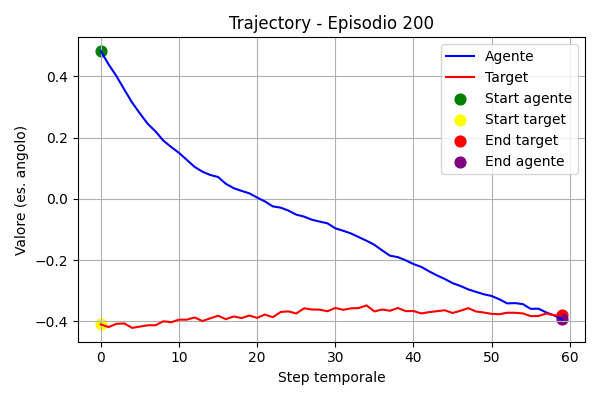 Trajectory - Episodio 200
Valore (es. angolo)
0.4
0.2
0.0
−0.2
−0.4
Agente
Target
Start agente
Start target
End target
End agente
0 10 20 30 40 50 60
Step temporale